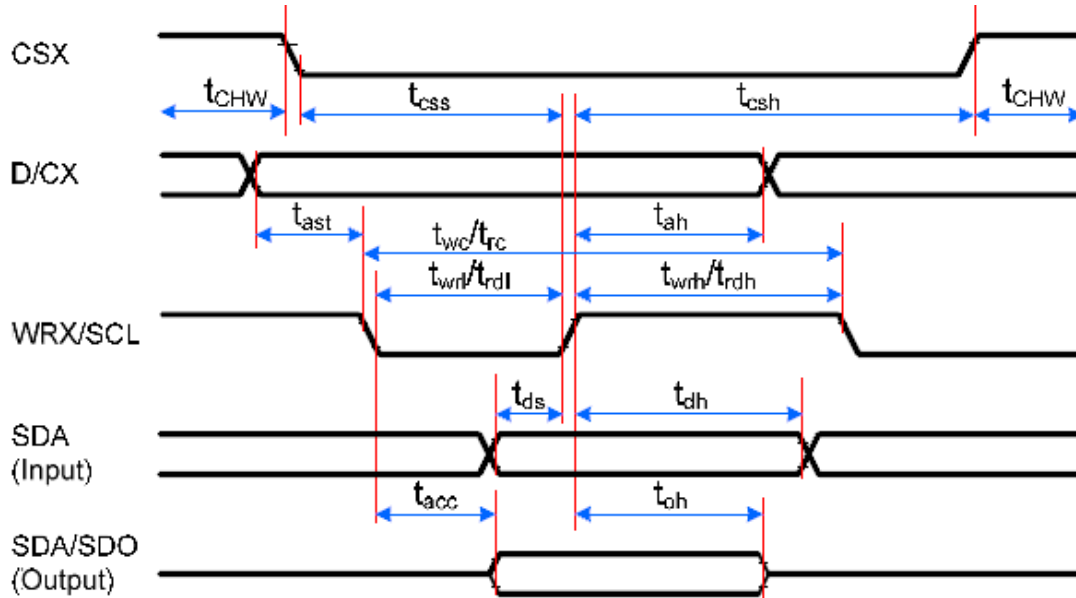 CSX
tCHW
tcss
tcsh
tCHW
D/CX
tast
twc/trc
tah
twrl/trdl
twrh/trdh
WRX/SCL
tds
tdh
SDA
(Input)
tacc
toh
SDA/SDO
(Output)